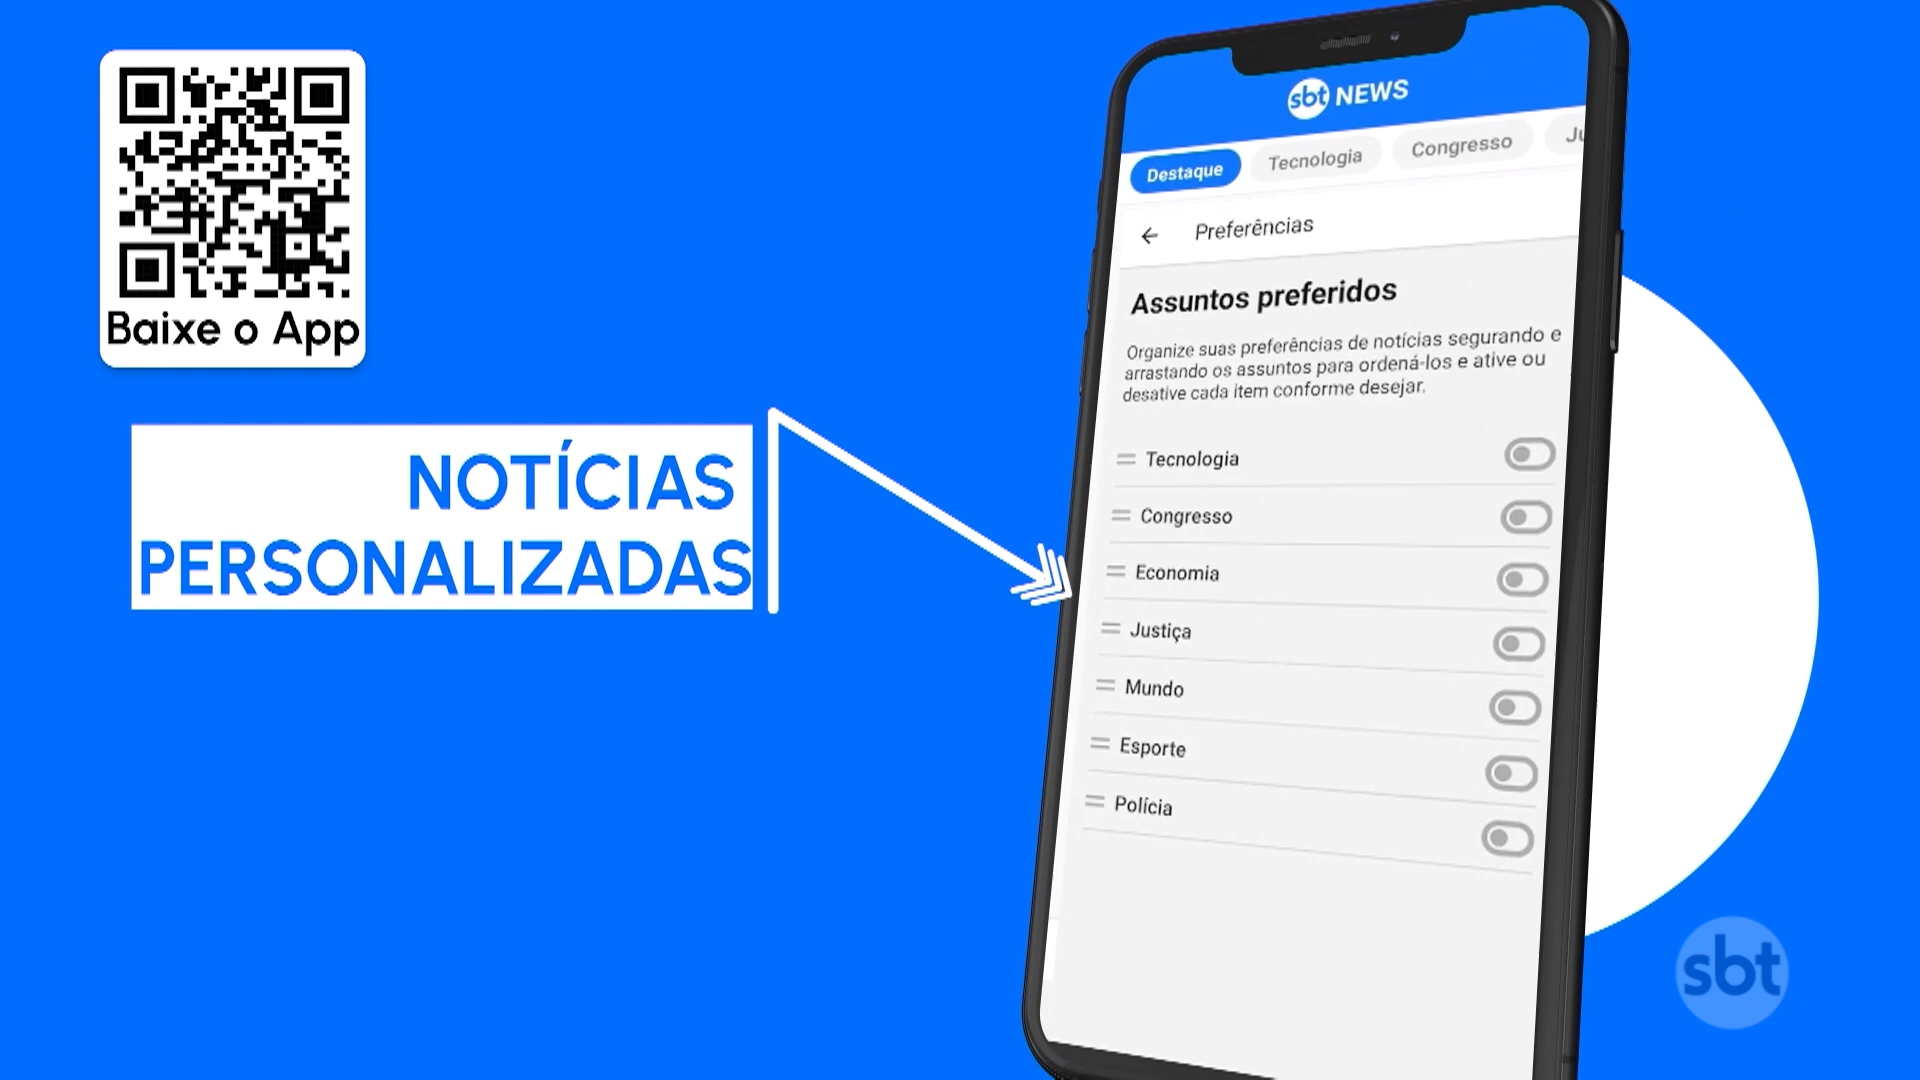 Baixe o App
NOTÍCIAS
PERSONALIZADAS
sbt NEWS
Destaque Tecnologia Congresso Ju
Preferências
Assuntos preferidos
Organize suas preferências de notícias segurando e
arrastando os assuntos para ordená-los e ative ou
desative cada item conforme desejar.
Tecnologia
Congresso
Economia
Justiça
Mundo
Esporte
Polícia
sbt